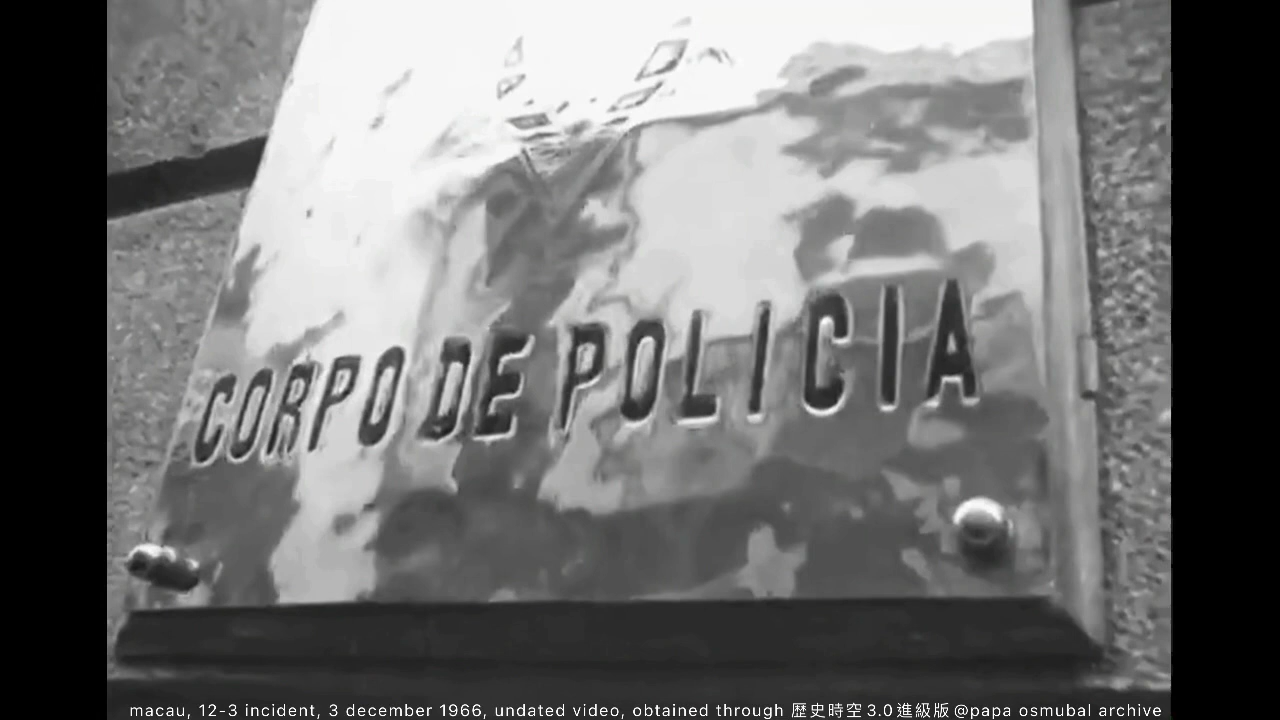 CORPO DE POLICIA
macau, 12-3 incident, 3 december 1966, undated video, obtained through 歷史時空3.0進級版@papa osmubal archive